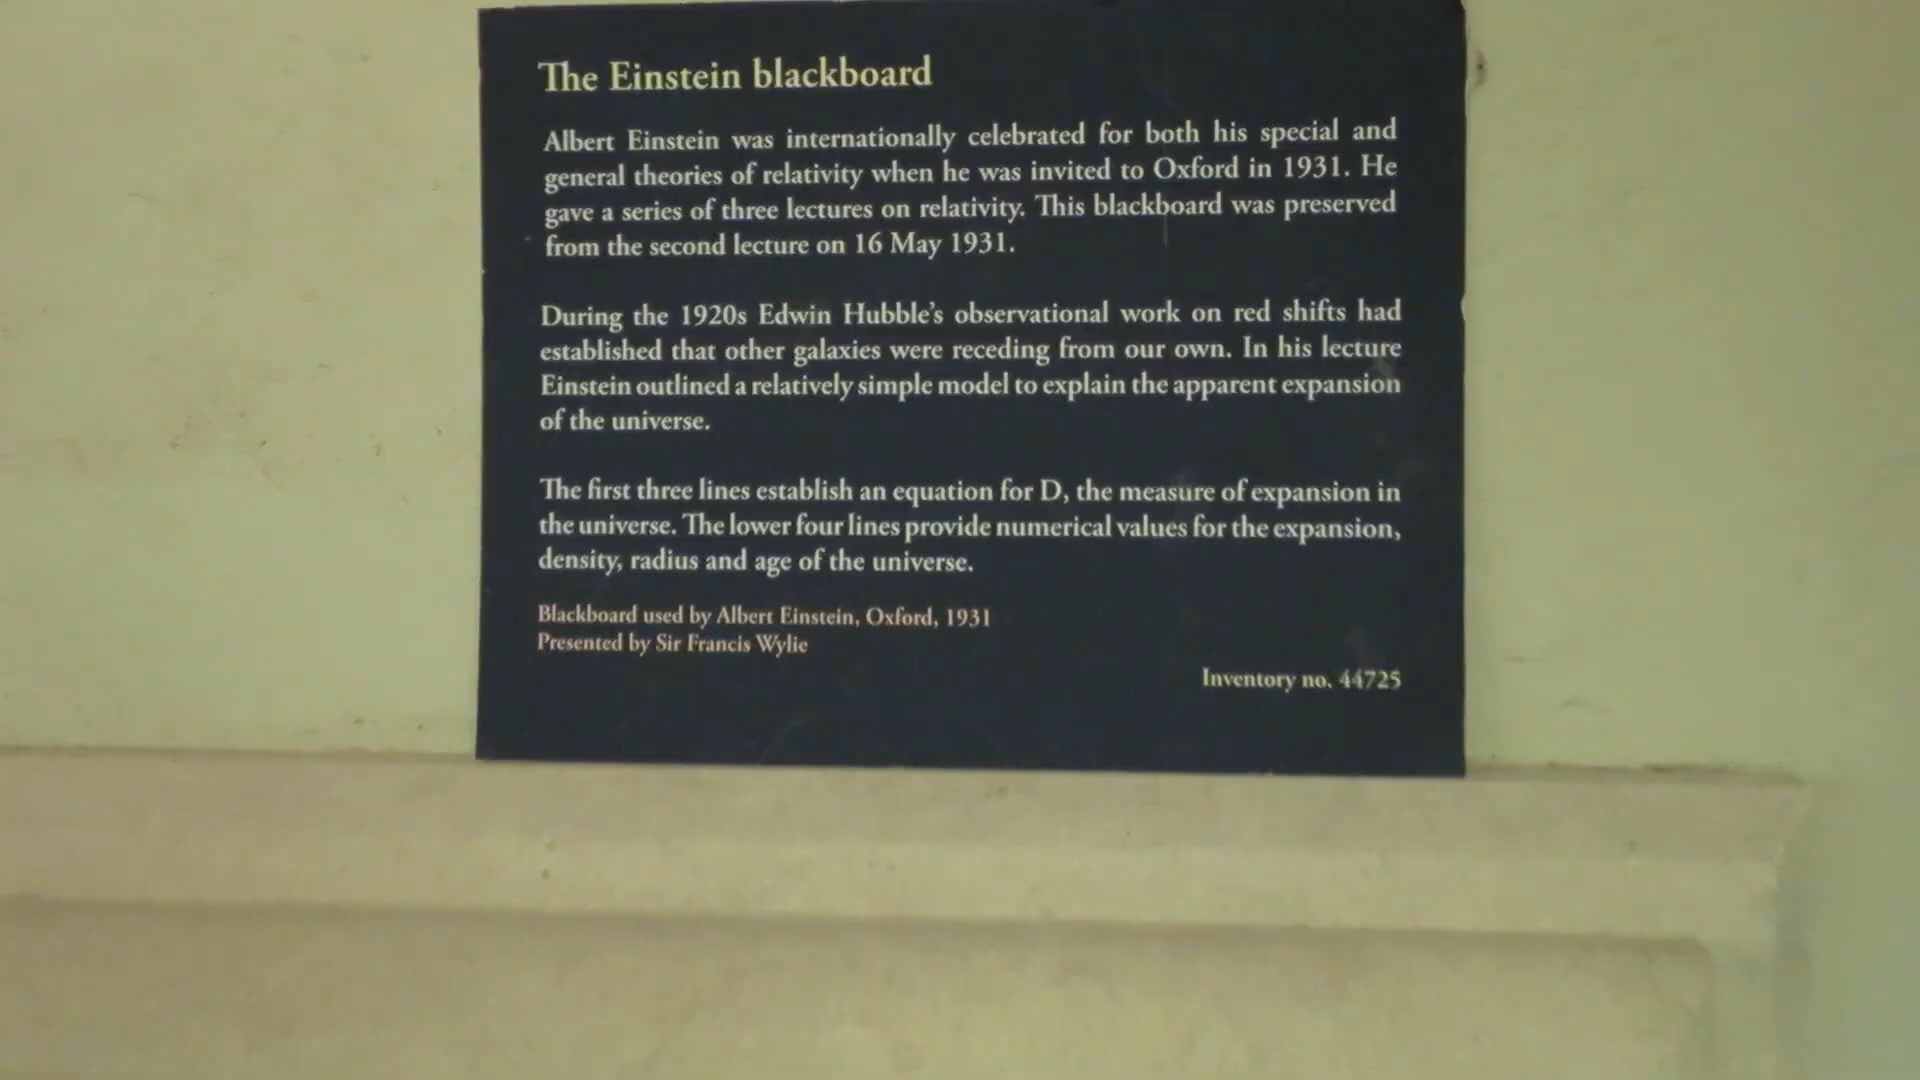 The Einstein blackboard
Albert Einstein was internationally celebrated for both his special and
general theories of relativity when he was invited to Oxford in 1931. He
gave a series of three lectures on relativity. This blackboard was preserved
from the second lecture on 16 May 1931.
During the 1920s Edwin Hubble's observational work on red shifts had
established that other galaxies were receding from our own. In his lecture
Einstein outlined a relatively simple model to explain the apparent expansion
of the universe.
The first three lines establish an equation for D, the measure of expansion in
the universe. The lower four lines provide numerical values for the expansion,
density, radius and age of the universe.
Blackboard used by Albert Einstein, Oxford, 1931
Presented by Sir Francis Wylie
Inventory no. 44725